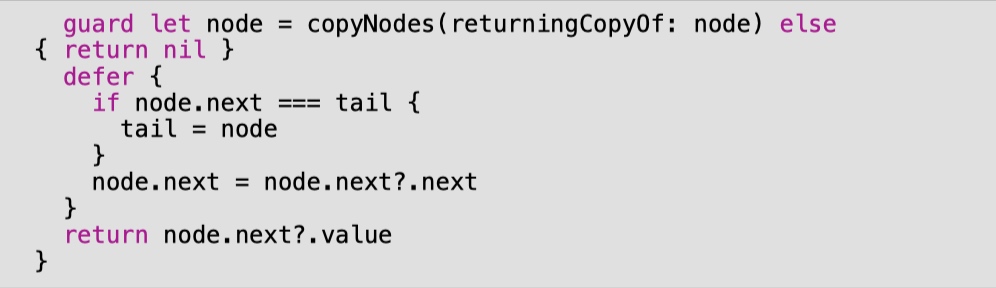 guard let node = copyNodes(returningCopyOf: node) else
{ return nil }
defer {
if node.next === tail {
tail = node
}
node.next = node.next?.next
}
return node.next?.value
}